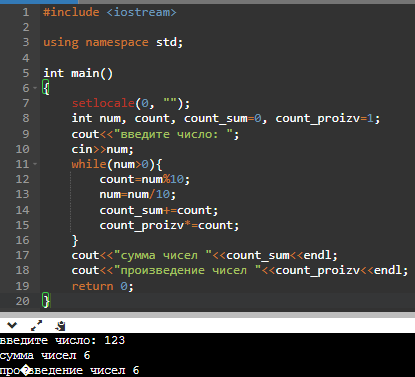 1 #include <iostream>
2
3 using namespace std;
4
5 int main()
6 {
7 setlocale(0, "");
8 int num, count, count_sum=0, count_proizv=1;
9 cout<<"введите число: ";
10 cin>>num;
11 while(num>0){
12 count=num%10;
13 num=num/10;
14 count_sum+=count;
15 count_proizv*=count;
16 }
17 cout<<"сумма чисел "<<count_sum<<endl;
18 cout<<"произведение чисел "<<count_proizv<<endl;
19 return 0;
20 }
введите число: 123
сумма чисел 6
про�зведение чисел 6